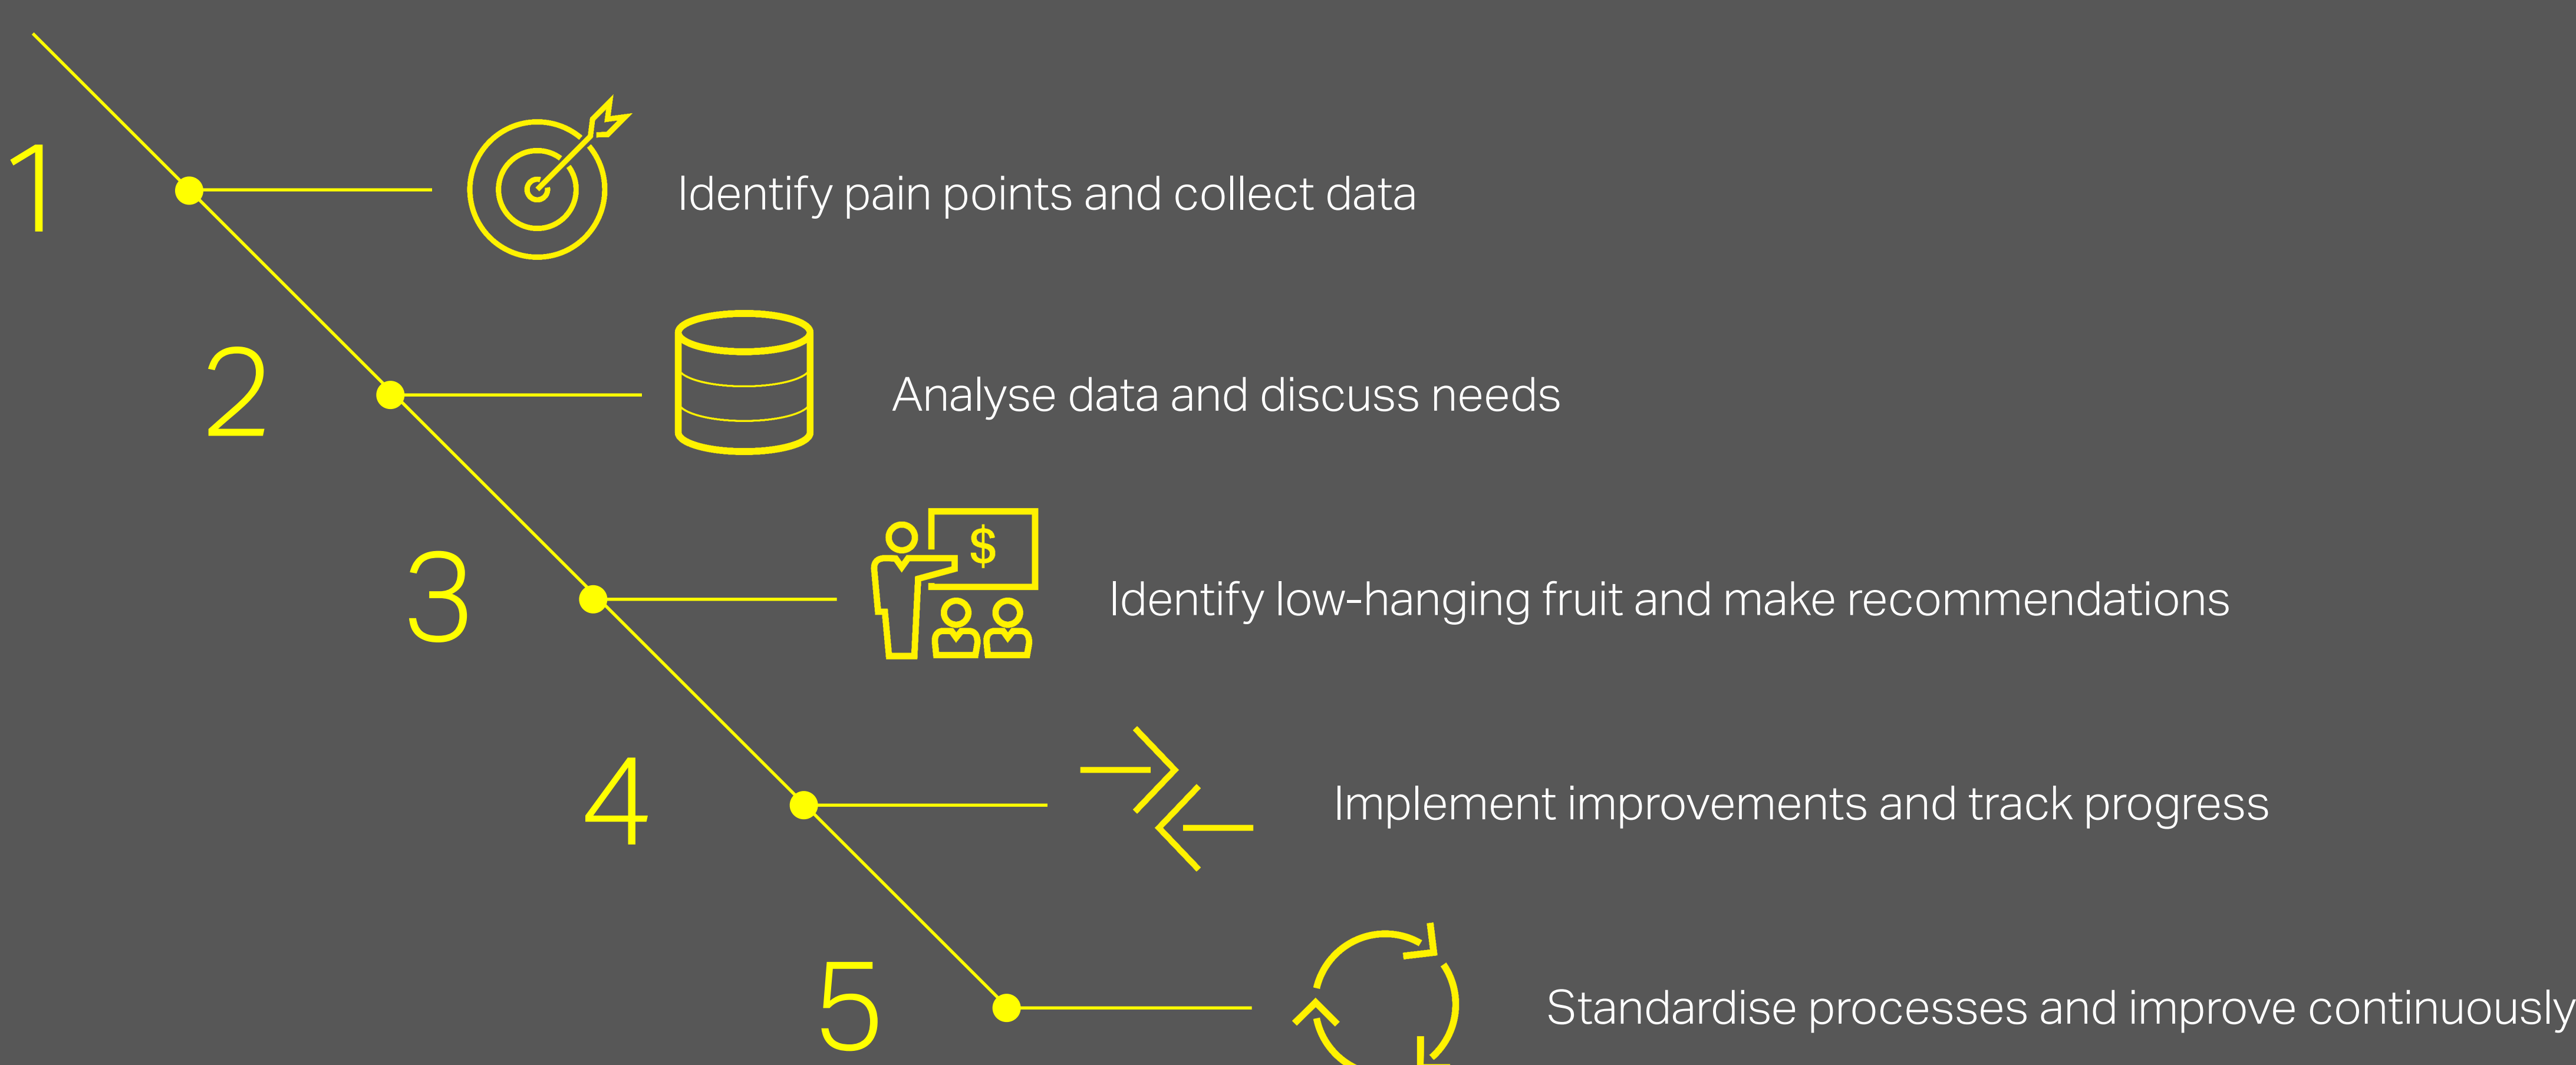 1
Identify pain points and collect data
2
Analyse data and discuss needs
3
$
Identify low-hanging fruit and make recommendations
4
Implement improvements and track progress
5
Standardise processes and improve continuously